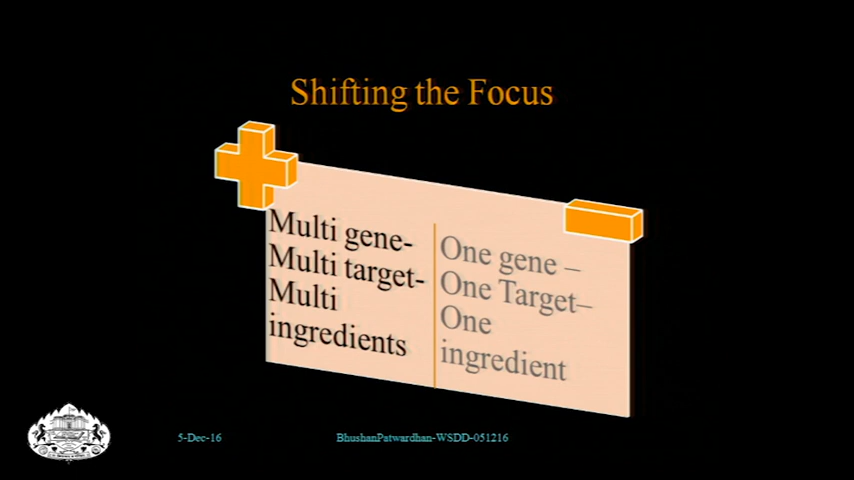 Shifting the Focus
Multi gene-
Multi target-
Multi
ingredients
One gene –
One Target–
One
ingredient
5-Dec-16
BhushanPatwardhan-WSDD-051216